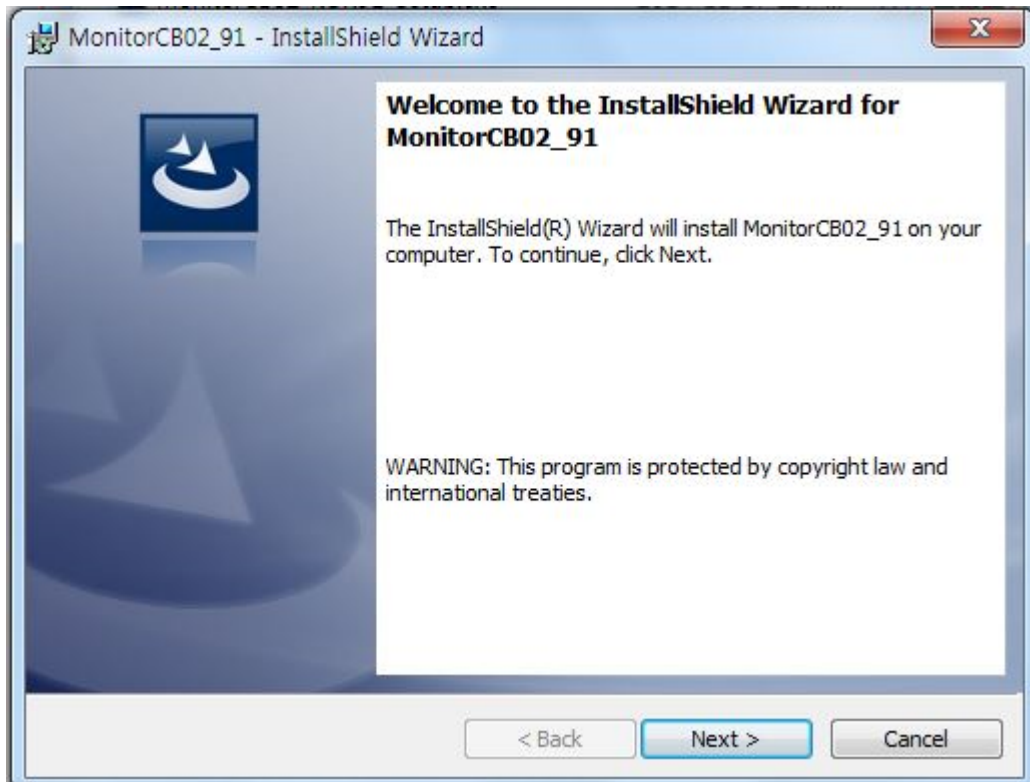 MonitorCB02_91 - InstallShield Wizard
Welcome to the InstallShield Wizard for
MonitorCB02_91
The InstallShield(R) Wizard will install MonitorCB02_91 on your
computer. To continue, click Next.
WARNING: This program is protected by copyright law and
international treaties.
< Back
Next >
Cancel